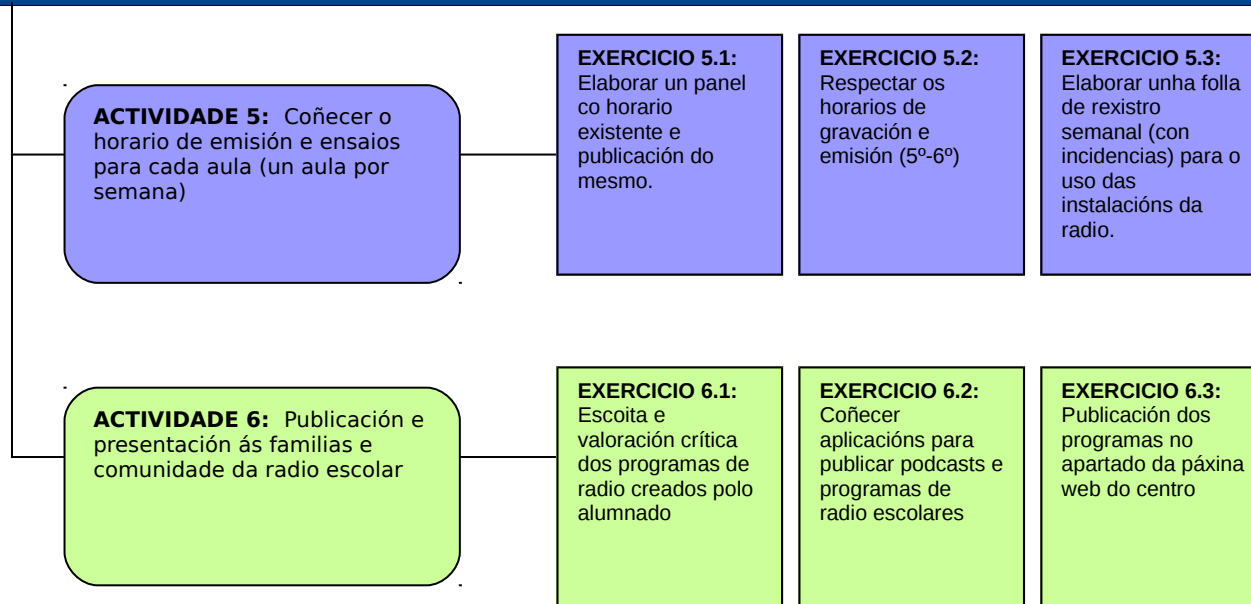 ACTIVIDADE 5: Coñecer o
horario de emisión e ensaios
para cada aula (un aula por
semana)
EXERCICIO 5.1:
Elaborar un panel
co horario
existente e
publicación do
mesmo.
EXERCICIO 5.2:
Respectar os
horarios de
gravación e
emisión (5º-6º)
EXERCICIO 5.3:
Elaborar unha folla
de rexistro
semanal (con
incidencias) para o
uso das
instalacións da
radio.
ACTIVIDADE 6: Publicación e
presentación ás familias e
comunidade da radio escolar
EXERCICIO 6.1:
Escoita e
valoración crítica
dos programas de
radio creados polo
alumnado
EXERCICIO 6.2:
Coñecer
aplicacións para
publicar podcasts e
programas de
radio escolares
EXERCICIO 6.3:
Publicación dos
programas no
apartado da páxina
web do centro